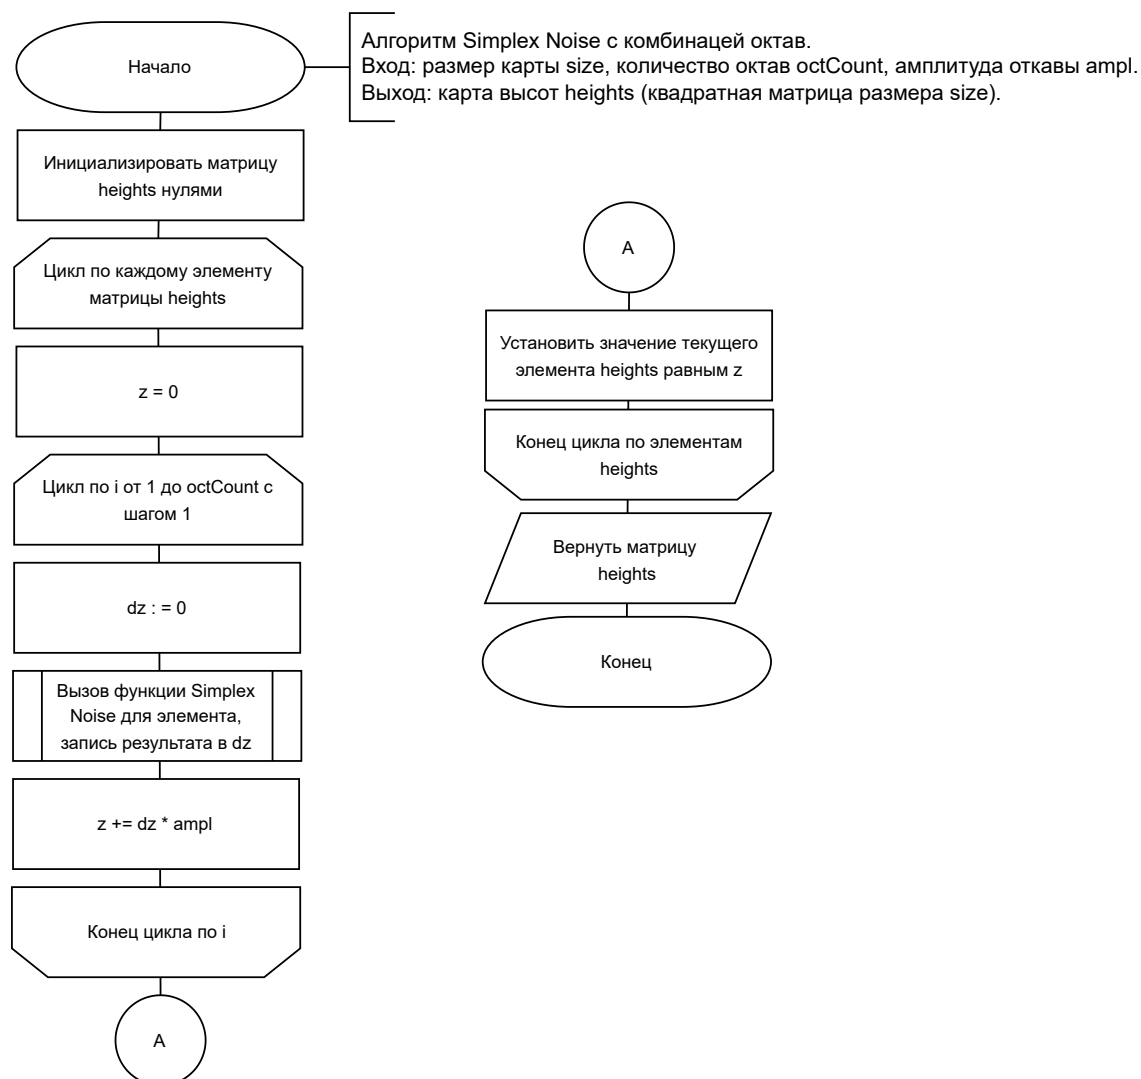 Начало
Алгоритм Simplex Noise с комбинацей октав.
Вход: размер карты size, количество октав octCount, амплитуда откавы ampl.
Выход: карта высот heights (квадратная матрица размера size).
Инициализировать матрицу
heights нулями
Цикл по каждому элементу
матрицы heights
z = 0
Цикл по i от 1 до octCount с
шагом 1
dz : = 0
Вызов функции Simplex
Noise для элемента,
запись результата в dz
z += dz * ampl
Конец цикла по i
А
А
Установить значение текущего
элемента heights равным z
Конец цикла по элементам
heights
Вернуть матрицу
heights
Конец